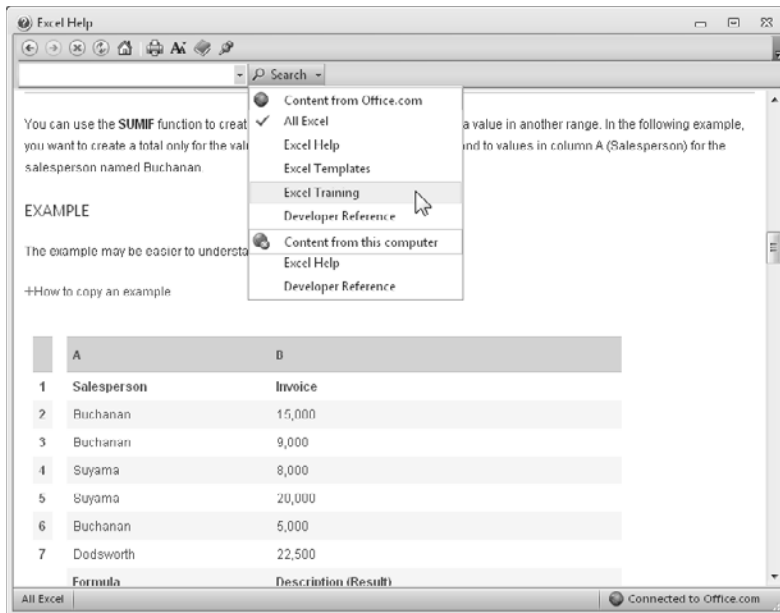 Excel Help
Search
Content from Office.com
All Excel
Excel Help
Excel Templates
Excel Training
Developer Reference
Content from this computer
Excel Help
Developer Reference
You can use the SUMIF function to creat a value in another range. In the following example,
you want to create a total only for the valu nd to values in column A (Salesperson) for the
salesperson named Buchanan.
EXAMPLE
The example may be easier to understa
+How to copy an example
A B
1 Salesperson Invoice
2 Buchanan 15,000
3 Buchanan 9,000
4 Suyama 8,000
5 Suyama 20,000
6 Buchanan 5,000
7 Dodsworth 22,500
Formula Description (Result)
All Excel Connected to Office.com